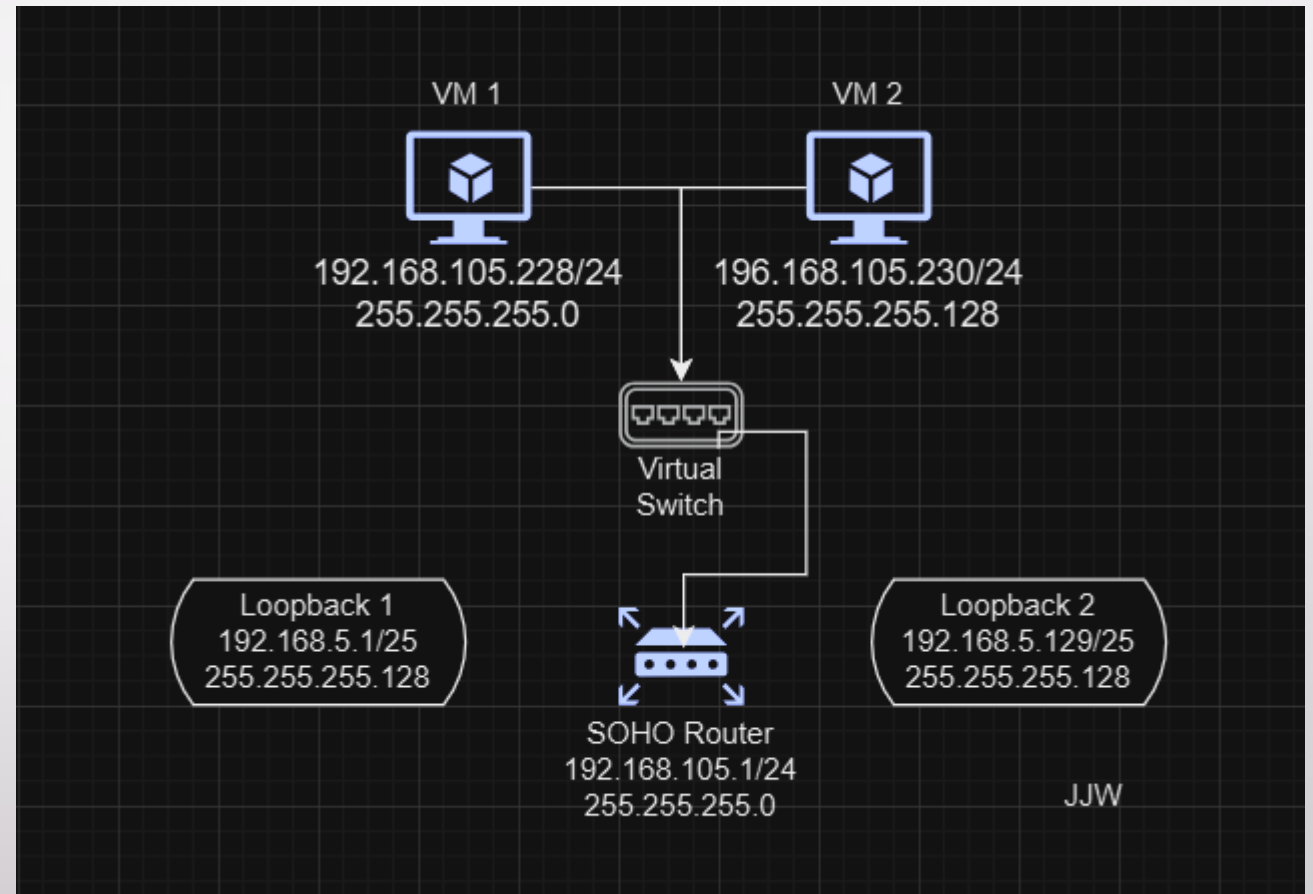 VM 1
VM 2
192.168.105.228/24
255.255.255.0
196.168.105.230/24
255.255.255.128
Virtual
Switch
Loopback 1
192.168.5.1/25
255.255.255.128
Loopback 2
192.168.5.129/25
255.255.255.128
SOHO Router
192.168.105.1/24
255.255.255.0
JJW